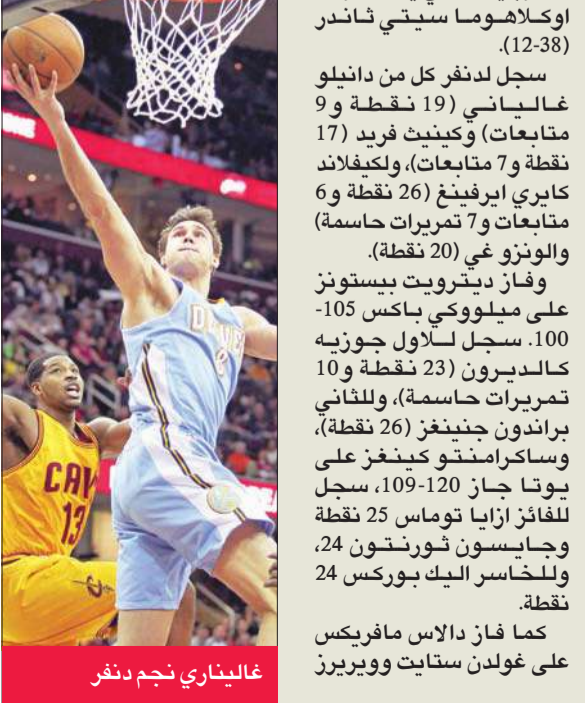 اوكلاهوما سيتي ثاندر
(38-12).
سجل لدنفر كل من دانيلو
غاليانـي (19 نقطة و9
متابعات) وكينيث فريد (17
نقطة و7 متابعات)، ولكيفلاند
كايري ايرفينغ (26 نقطة و6
متابعات و7 تمريرات حاسمة)
والونزو غي (20 نقطة).
وفاز ديترويت بيستونز
على ميلووكي باكس 105-
100. سجل للاول جوزيه
كالديرون (23 نقطة و10
تمريرات حاسمة)، وللثاني
براندون جنينغز (26 نقطة)،
وساكرامنتو كينغز على
يوتا جاز 120-109، سجل
للفائز ازايا توماس 25 نقطة
وجايسون ثورنتون 24،
وللخاسر اليك بوركس 24
نقطة.
كما فاز دالاس مافريكس
على غولدن ستايت ووريرز
CAV
13
غاليناري نجم دنفر